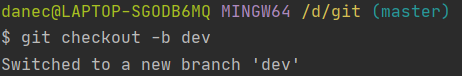 danec@LAPTOP-SGODB6MQ MINGW64 /d/git (master)
$ git checkout -b dev
Switched to a new branch 'dev'